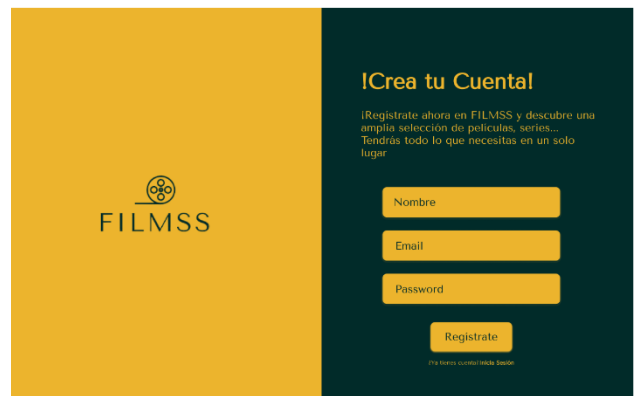 FILMSS
!Crea tu Cuenta!
¡Registrate ahora en FILMSS y descubre una
amplia selección de películas, series...
Tendrás todo lo que necesitas en un solo
lugar
Nombre
Email
Password
Registrate
¡Ya tienes cuenta! Inicia Sesión